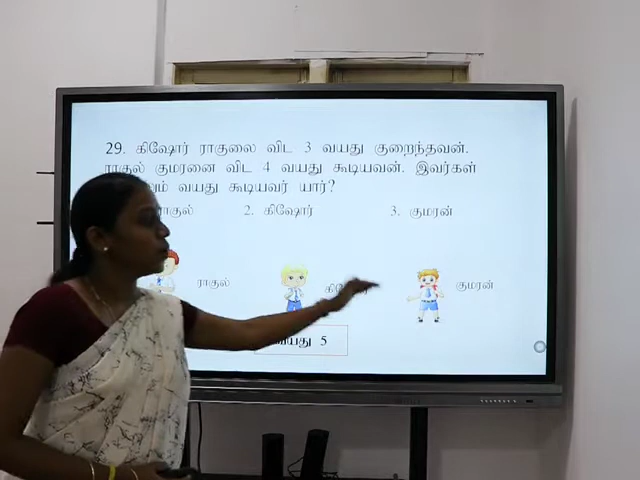 29. கிஷோர் ராகுலை விட 3 வயது குறைந்தவன்.
ராகுல் குமரனை விட 4 வயது கூடியவன். இவர்கள்
வயது கூடியவர் யார்?
ராகுல் 2. கிஷோர் 3. குமரன்
ராகுல் குமரன்
வயது 5